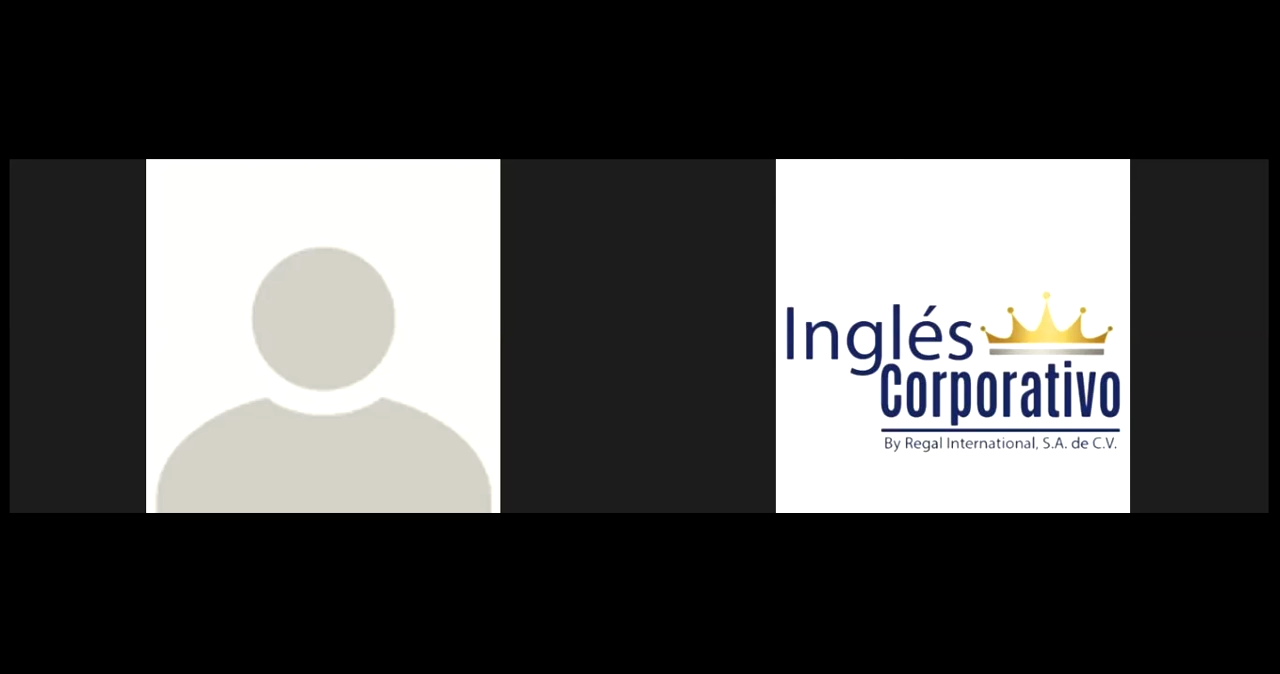 Inglés
Corporativo
By Regal International, S.A. de C.V.